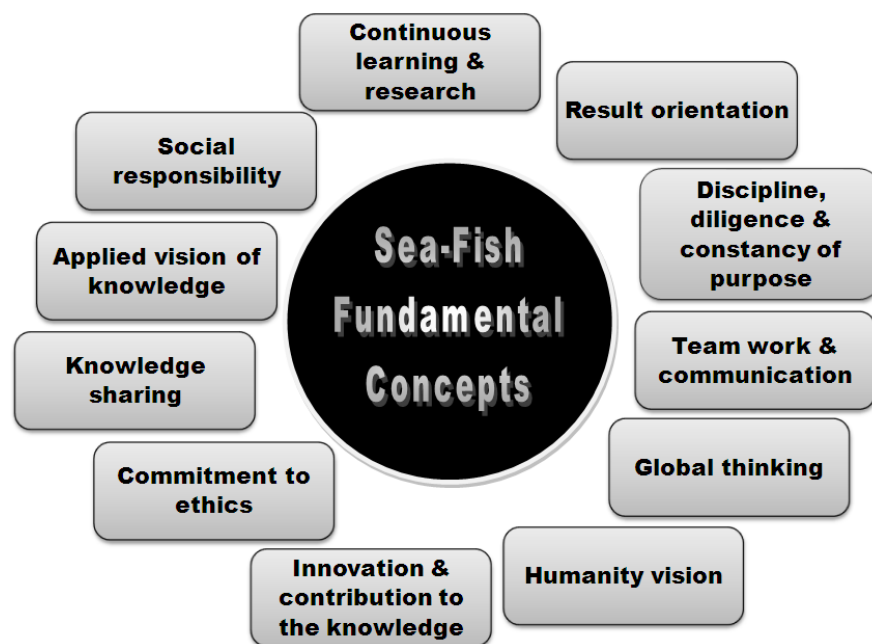 Continuous
learning &
research
Result orientation
Discipline,
diligence &
constancy of
purpose
Team work &
communication
Global thinking
Humanity vision
Innovation &
contribution to
the knowledge
Commitment to
ethics
Knowledge
sharing
Applied vision of
knowledge
Social
responsibility
Sea-Fish
Fundamental
Concepts